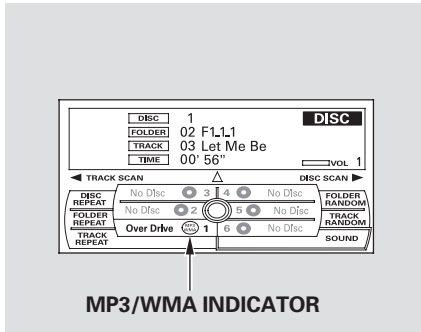 DISC 1 DISC
FOLDER 02 F1_1_1
TRACK 03 Let Me Be
TIME 00' 56" VOL 1
◄ TRACK SCAN △ DISC SCAN ►
DISC REPEAT No Disc 3 4 No Disc FOLDER RANDOM
FOLDER REPEAT No Disc 2 5 No Disc TRACK RANDOM
TRACK REPEAT Over Drive MP3 WMA 1 6 No Disc SOUND
MP3/WMA INDICATOR